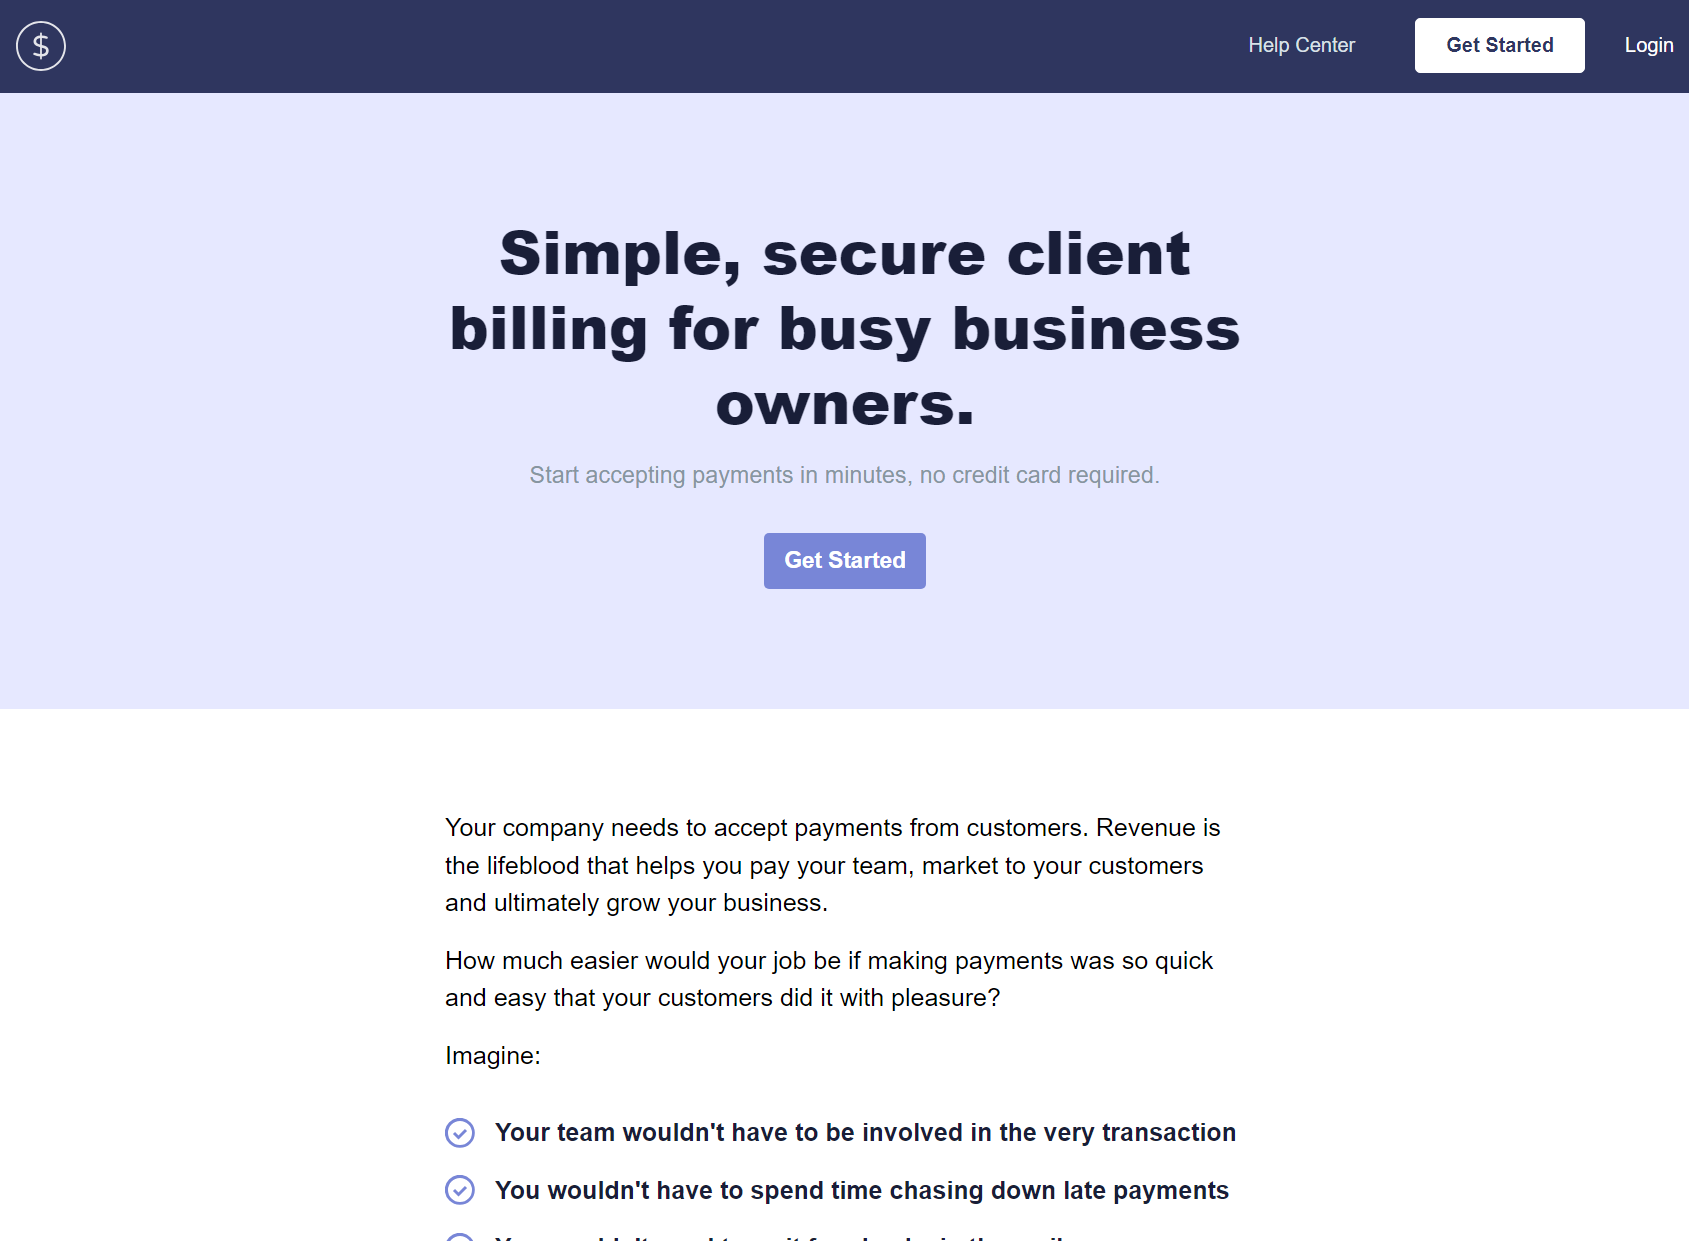 $
Help Center
Get Started
Login
Simple, secure client
billing for busy business
owners.
Start accepting payments in minutes, no credit card required.
Get Started
Your company needs to accept payments from customers. Revenue is
the lifeblood that helps you pay your team, market to your customers
and ultimately grow your business.
How much easier would your job be if making payments was so quick
and easy that your customers did it with pleasure?
Imagine:
Your team wouldn't have to be involved in the very transaction
You wouldn't have to spend time chasing down late payments